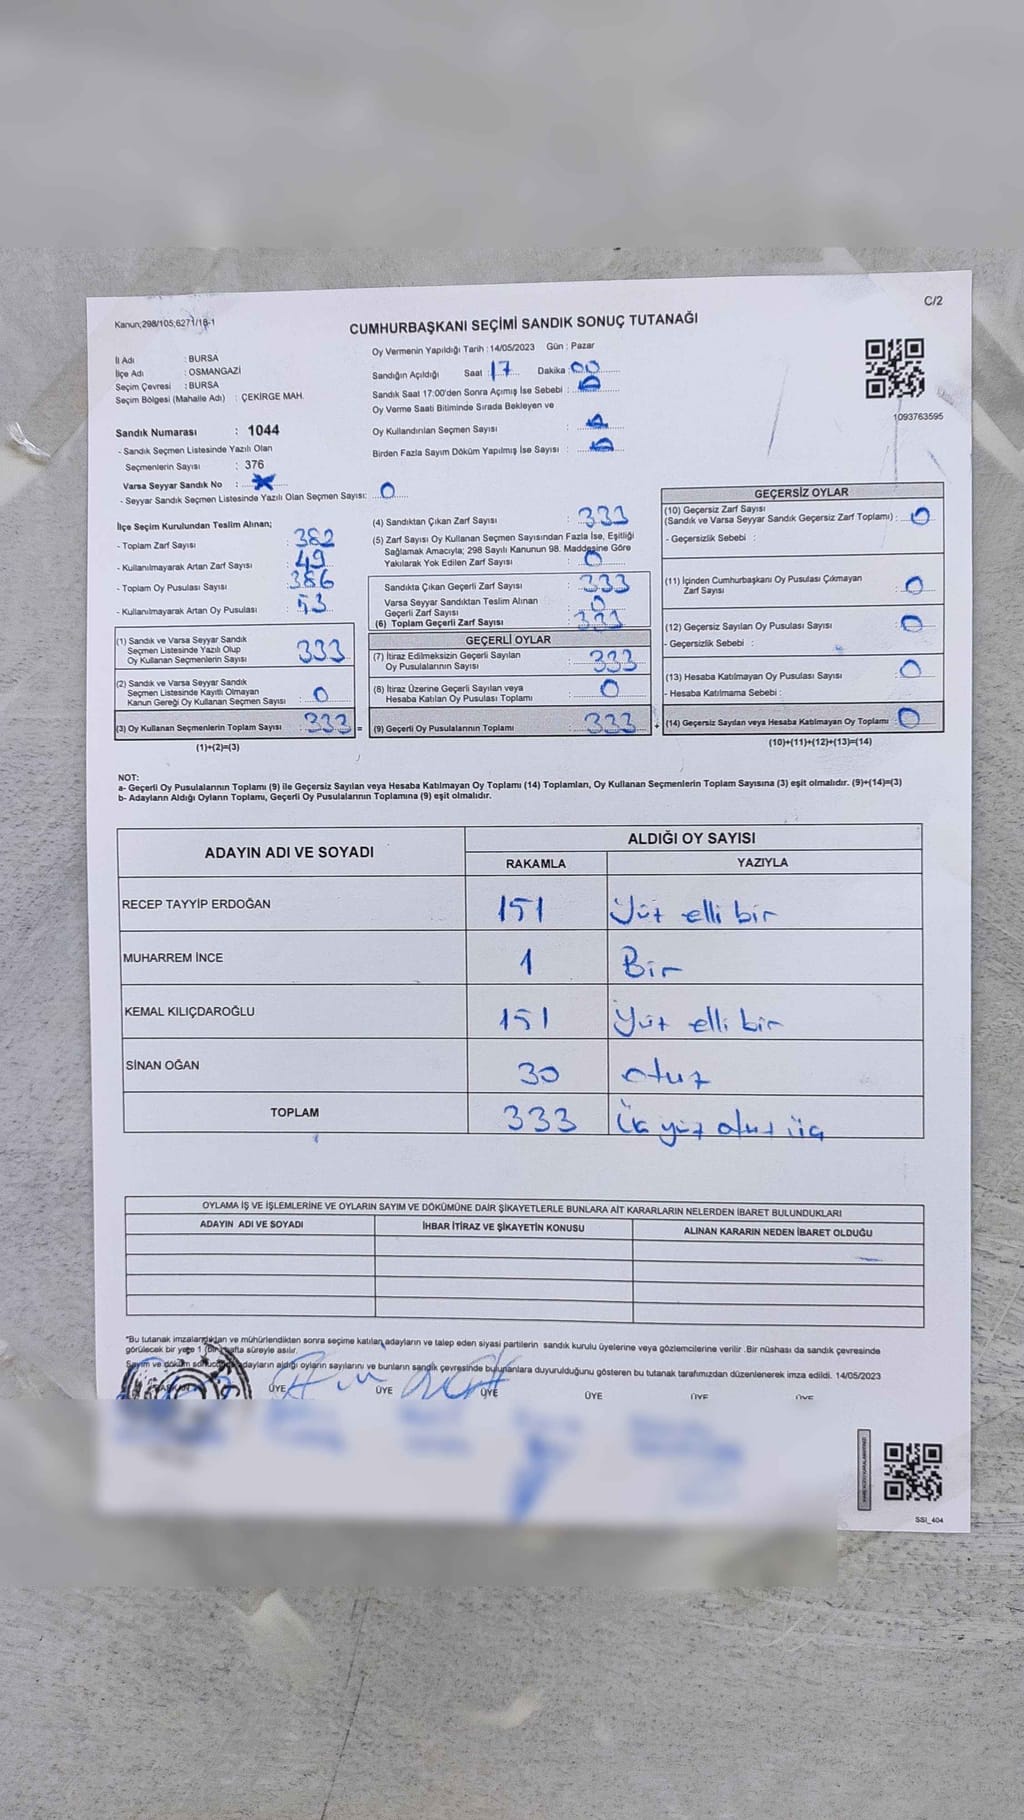 C/2
Kanun;298/105;6271/18-1
CUMHURBAŞKANI SEÇİMİ SANDIK SONUÇ TUTANAĞI
İl Adı : BURSA
İlçe Adı : OSMANGAZİ
Seçim Çevresi : BURSA
Seçim Bölgesi (Mahalle Adı) : ÇEKİRGE MAH.
Sandık Numarası : 1044
- Sandık Seçmen Listesinde Yazılı Olan
Seçmenlerin Sayısı : 376
Varsa Seyyar Sandık No :
- Seyyar Sandık Seçmen Listesinde Yazılı Olan Seçmen Sayısı: 0
Oy Vermenin Yapıldığı Tarih : 14/05/2023 Gün : Pazar
Sandığın Açıldığı Saat : 17 Dakika : 00
Sandık Saat 17:00'den Sonra Açımış İse Sebebi :
Oy Verme Saati Bitiminde Sırada Bekleyen ve
Oy Kullandırılan Seçmen Sayısı :
Birden Fazla Sayım Döküm Yapılmış İse Sayısı :
1093763595
İlçe Seçim Kurulundan Teslim Alınan;
- Toplam Zarf Sayısı : 382
- Kullanılmayarak Artan Zarf Sayısı : 49
- Toplam Oy Pusulası Sayısı : 386
- Kullanılmayarak Artan Oy Pusulası : 53
(1) Sandık ve Varsa Seyyar Sandık
Seçmen Listesinde Yazılı Olup
Oy Kullanan Seçmenlerin Sayısı : 333
(2) Sandık ve Varsa Seyyar Sandık
Seçmen Listesinde Kayıtlı Olmayan
Kanun Gereği Oy Kullanan Seçmen Sayısı : 0
(3) Oy Kullanan Seçmenlerin Toplam Sayısı : 333 =
(1)+(2)=(3)
(4) Sandıktan Çıkan Zarf Sayısı : 333
(5) Zarf Sayısı Oy Kullanan Seçmen Sayısından Fazla İse, Eşitliği
Sağlamak Amacıyla; 298 Sayılı Kanunun 98. Maddesine Göre
Yakılarak Yok Edilen Zarf Sayısı : 0
Sandıkta Çıkan Geçerli Zarf Sayısı : 333
Varsa Seyyar Sandıktan Teslim Alınan
Geçerli Zarf Sayısı : 0
(6) Toplam Geçerli Zarf Sayısı : 333
GEÇERLİ OYLAR
(7) İtiraz Edilmeksizin Geçerli Sayılan
Oy Pusulalarının Sayısı : 333
(8) İtiraz Üzerine Geçerli Sayılan veya
Hesaba Katılan Oy Pusulası Toplamı : 0
(9) Geçerli Oy Pusulalarının Toplamı : 333 +
GEÇERSİZ OYLAR
(10) Geçersiz Zarf Sayısı
(Sandık ve Varsa Seyyar Sandık Geçersiz Zarf Toplamı) : 0
- Geçersizlik Sebebi :
(11) İçinden Cumhurbaşkanı Oy Pusulası Çıkmayan
Zarf Sayısı : 0
(12) Geçersiz Sayılan Oy Pusulası Sayısı : 0
- Geçersizlik Sebebi :
(13) Hesaba Katılmayan Oy Pusulası Sayısı : 0
- Hesaba Katılmama Sebebi :
(14) Geçersiz Sayılan veya Hesaba Katılmayan Oy Toplamı : 0
(10)+(11)+(12)+(13)=(14)
NOT:
a- Geçerli Oy Pusulalarının Toplamı (9) ile Geçersiz Sayılan veya Hesaba Katılmayan Oy Toplamı (14) Toplamları, Oy Kullanan Seçmenlerin Toplam Sayısına (3) eşit olmalıdır. (9)+(14)=(3)
b- Adayların Aldığı Oyların Toplamı, Geçerli Oy Pusulalarının Toplamına (9) eşit olmalıdır.
ADAYIN ADI VE SOYADI ALDIĞI OY SAYISI
RAKAMLA YAZIYLA
RECEP TAYYİP ERDOĞAN 151 Yüz elli bir
MUHARREM İNCE 1 Bir
KEMAL KILIÇDAROĞLU 151 Yüz elli bir
SİNAN OĞAN 30 otuz
TOPLAM 333 Üç yüz otuz üç
OYLAMA İŞ VE İŞLEMLERİNE VE OYLARIN SAYIM VE DÖKÜMÜNE DAİR ŞİKAYETLERLE BUNLARA AİT KARARLARIN NELERDEN İBARET BULUNDUKLARI
ADAYIN ADI VE SOYADI İHBAR İTİRAZ VE ŞİKAYETİN KONUSU ALINAN KARARIN NEDEN İBARET OLDUĞU
*Bu tutanak imzalandıktan ve mühürlendikten sonra seçime katılan adayların ve talep eden siyasi partilerin sandık kurulu üyelerine veya gözlemcilerine verilir .Bir nüshası da sandık çevresinde
görülecek bir yere 1 (bir) hafta süreyle asılır.
Sayım ve döküm sonucu adayların aldığı oyların sayılarını ve bunların sandık çevresinde bulunanlara duyurulduğunu gösteren bu tutanak tarafımızdan düzenlenerek imza edildi. 14/05/2023
BAŞKAN ÜYE ÜYE ÜYE ÜYE ÜYE ÜYE
SSİ_404